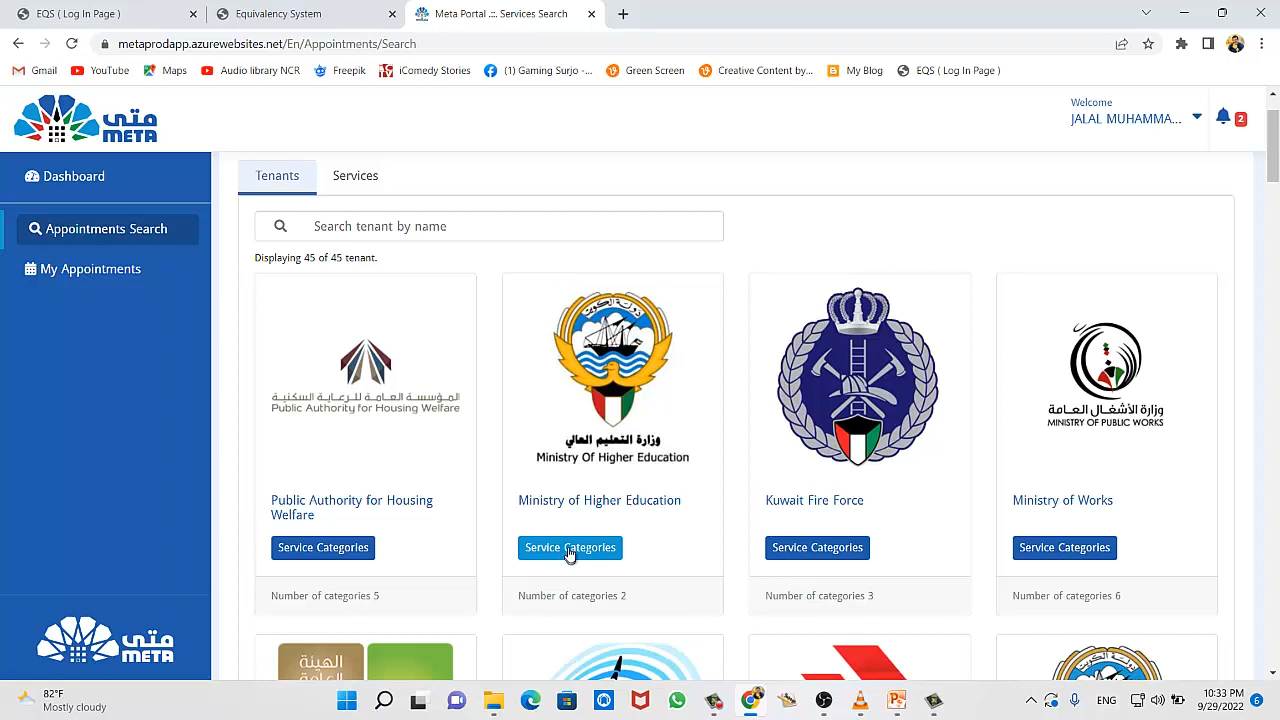 EQS ( Log In Page )
Equivalency System
Meta Portal .::. Services Search
metaprodapp.azurewebsites.net/En/Appointments/Search
Gmail
YouTube
Maps
Audio library NCR
Freepik
iComedy Stories
(1) Gaming Surjo -...
Green Screen
Creative Content by...
My Blog
EQS ( Log In Page )
متى
META
Welcome
JALAL MUHAMMA...
2
Dashboard
Appointments Search
My Appointments
Tenants
Services
Search tenant by name
Displaying 45 of 45 tenant.
المؤسسة العامة للرعاية السكنية
Public Authority for Housing Welfare
دولة الكويت
وزارة التعليم العالي
Ministry Of Higher Education
وزارة الأشغال العامة
MINISTRY OF PUBLIC WORKS
Public Authority for Housing
Welfare
Ministry of Higher Education
Kuwait Fire Force
Ministry of Works
Service Categories
Service Categories
Service Categories
Service Categories
Number of categories 5
Number of categories 2
Number of categories 3
Number of categories 6
الهيئة
العامة
متى
META
82°F
Mostly cloudy
ENG
10:33 PM
9/29/2022
6